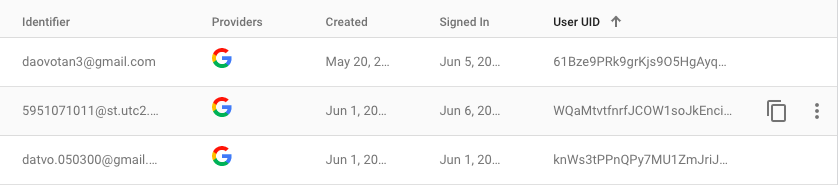 Identifier Providers Created Signed In User UID
daovotan3@gmail.com May 20, 2... Jun 5, 20... 61Bze9PRk9grKjs9O5HgAyq...
5951071011@st.utc2.... Jun 1, 20... Jun 6, 20... WQaMtvtfnrfJCOW1soJkEnci...
datvo.050300@gmail.... Jun 1, 20... Jun 1, 20... knWs3tPPnQPy7MU1ZmJriJ...